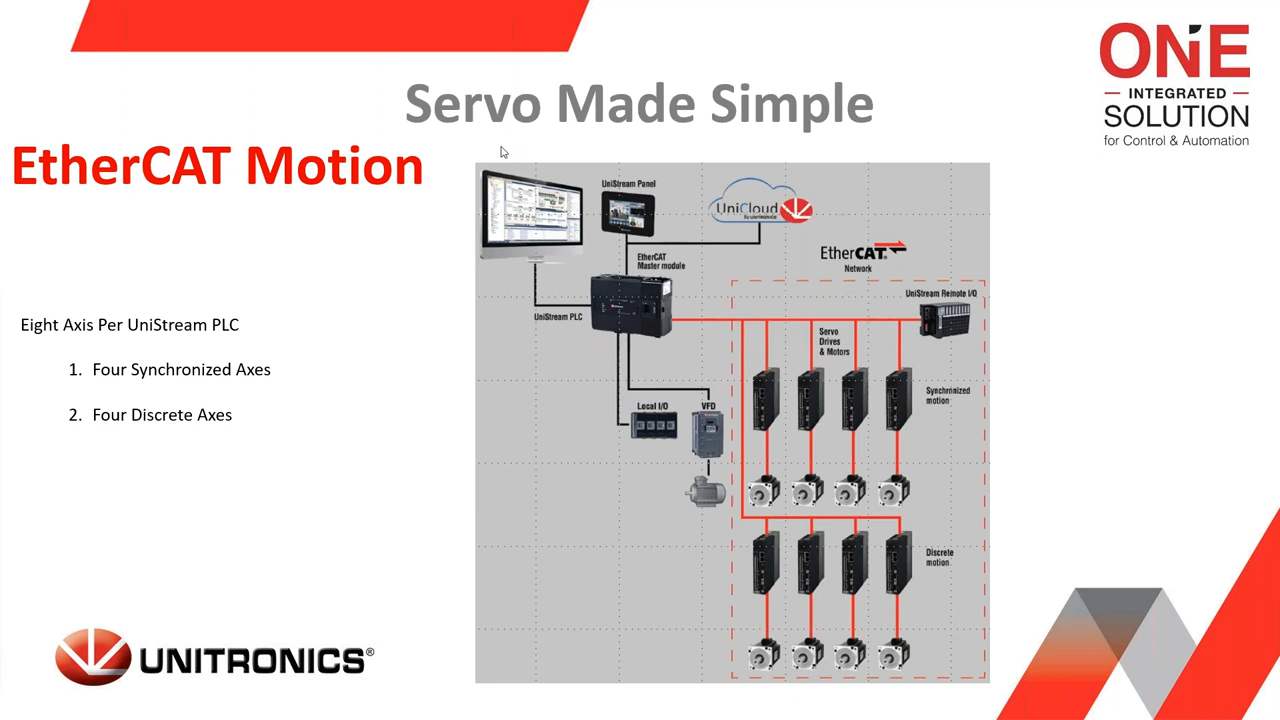 ONE
INTEGRATED
SOLUTION
for Control & Automation
Servo Made Simple
EtherCAT Motion
Eight Axis Per UniStream PLC
1. Four Synchronized Axes
2. Four Discrete Axes
UniStream Panel
UniCloud
BY UNITRONICS
EtherCAT
Master module
EtherCAT
Network
UniStream PLC
UniStream Remote I/O
Servo
Drives
& Motors
Synchronized
motion
Local I/O
VFD
Discrete
motion
UNITRONICS®